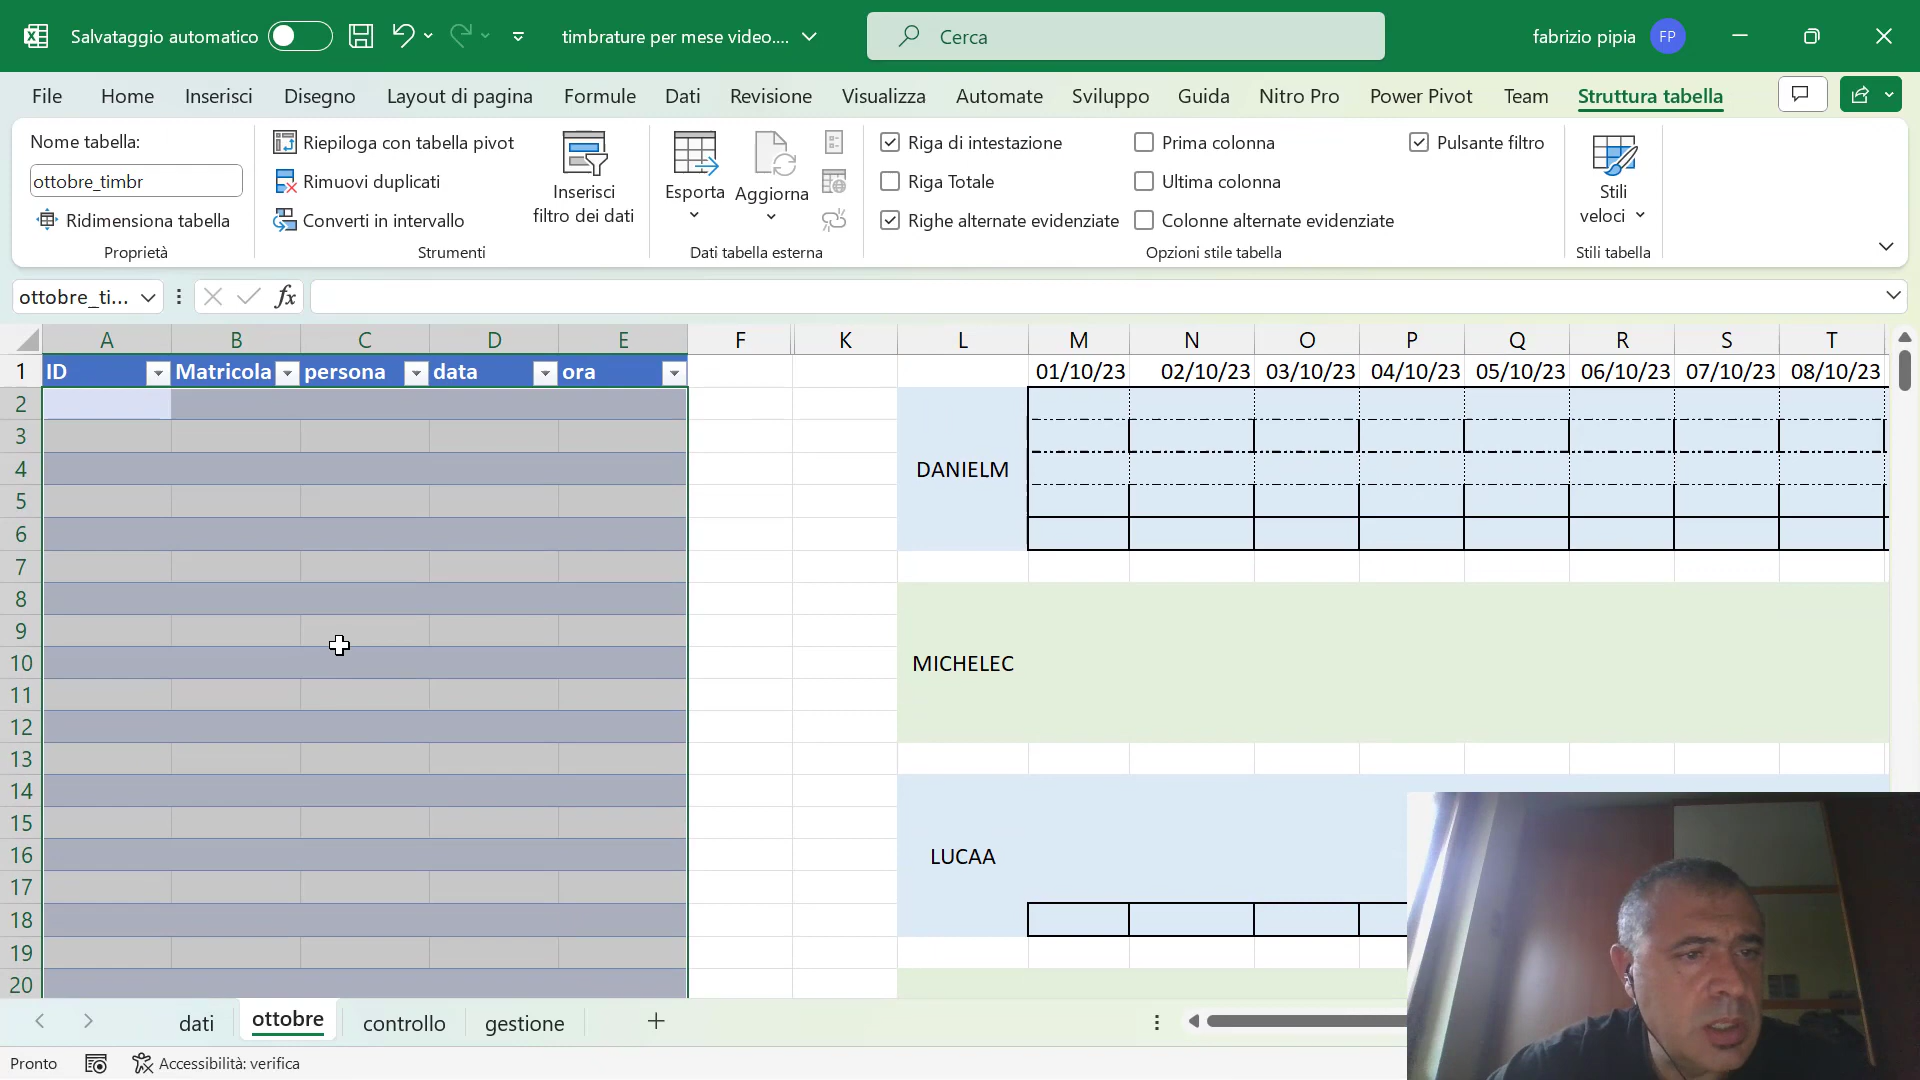 Salvataggio automatico
timbrature per mese video....
Cerca
fabrizio pipia
FP
File Home Inserisci Disegno Layout di pagina Formule Dati Revisione Visualizza Automate Sviluppo Guida Nitro Pro Power Pivot Team Struttura tabella
Nome tabella:
ottobre_timbr
Ridimensiona tabella
Proprietà
Riepiloga con tabella pivot
Rimuovi duplicati
Converti in intervallo
Strumenti
Inserisci
filtro dei dati
Esporta
Aggiorna
Dati tabella esterna
Riga di intestazione
Riga Totale
Righe alternate evidenziate
Prima colonna
Ultima colonna
Colonne alternate evidenziate
Pulsante filtro
Opzioni stile tabella
Stili
veloci
Stili tabella
ottobre_ti...
fx
A B C D E F K L M N O P Q R S T
1 ID Matricola persona data ora 01/10/23 02/10/23 03/10/23 04/10/23 05/10/23 06/10/23 07/10/23 08/10/23
2
3
4 DANIELM
5
6
7
8
9
10 MICHELEC
11
12
13
14
15
16 LUCAA
17
18
19
20
dati ottobre controllo gestione
Pronto
Accessibilità: verifica